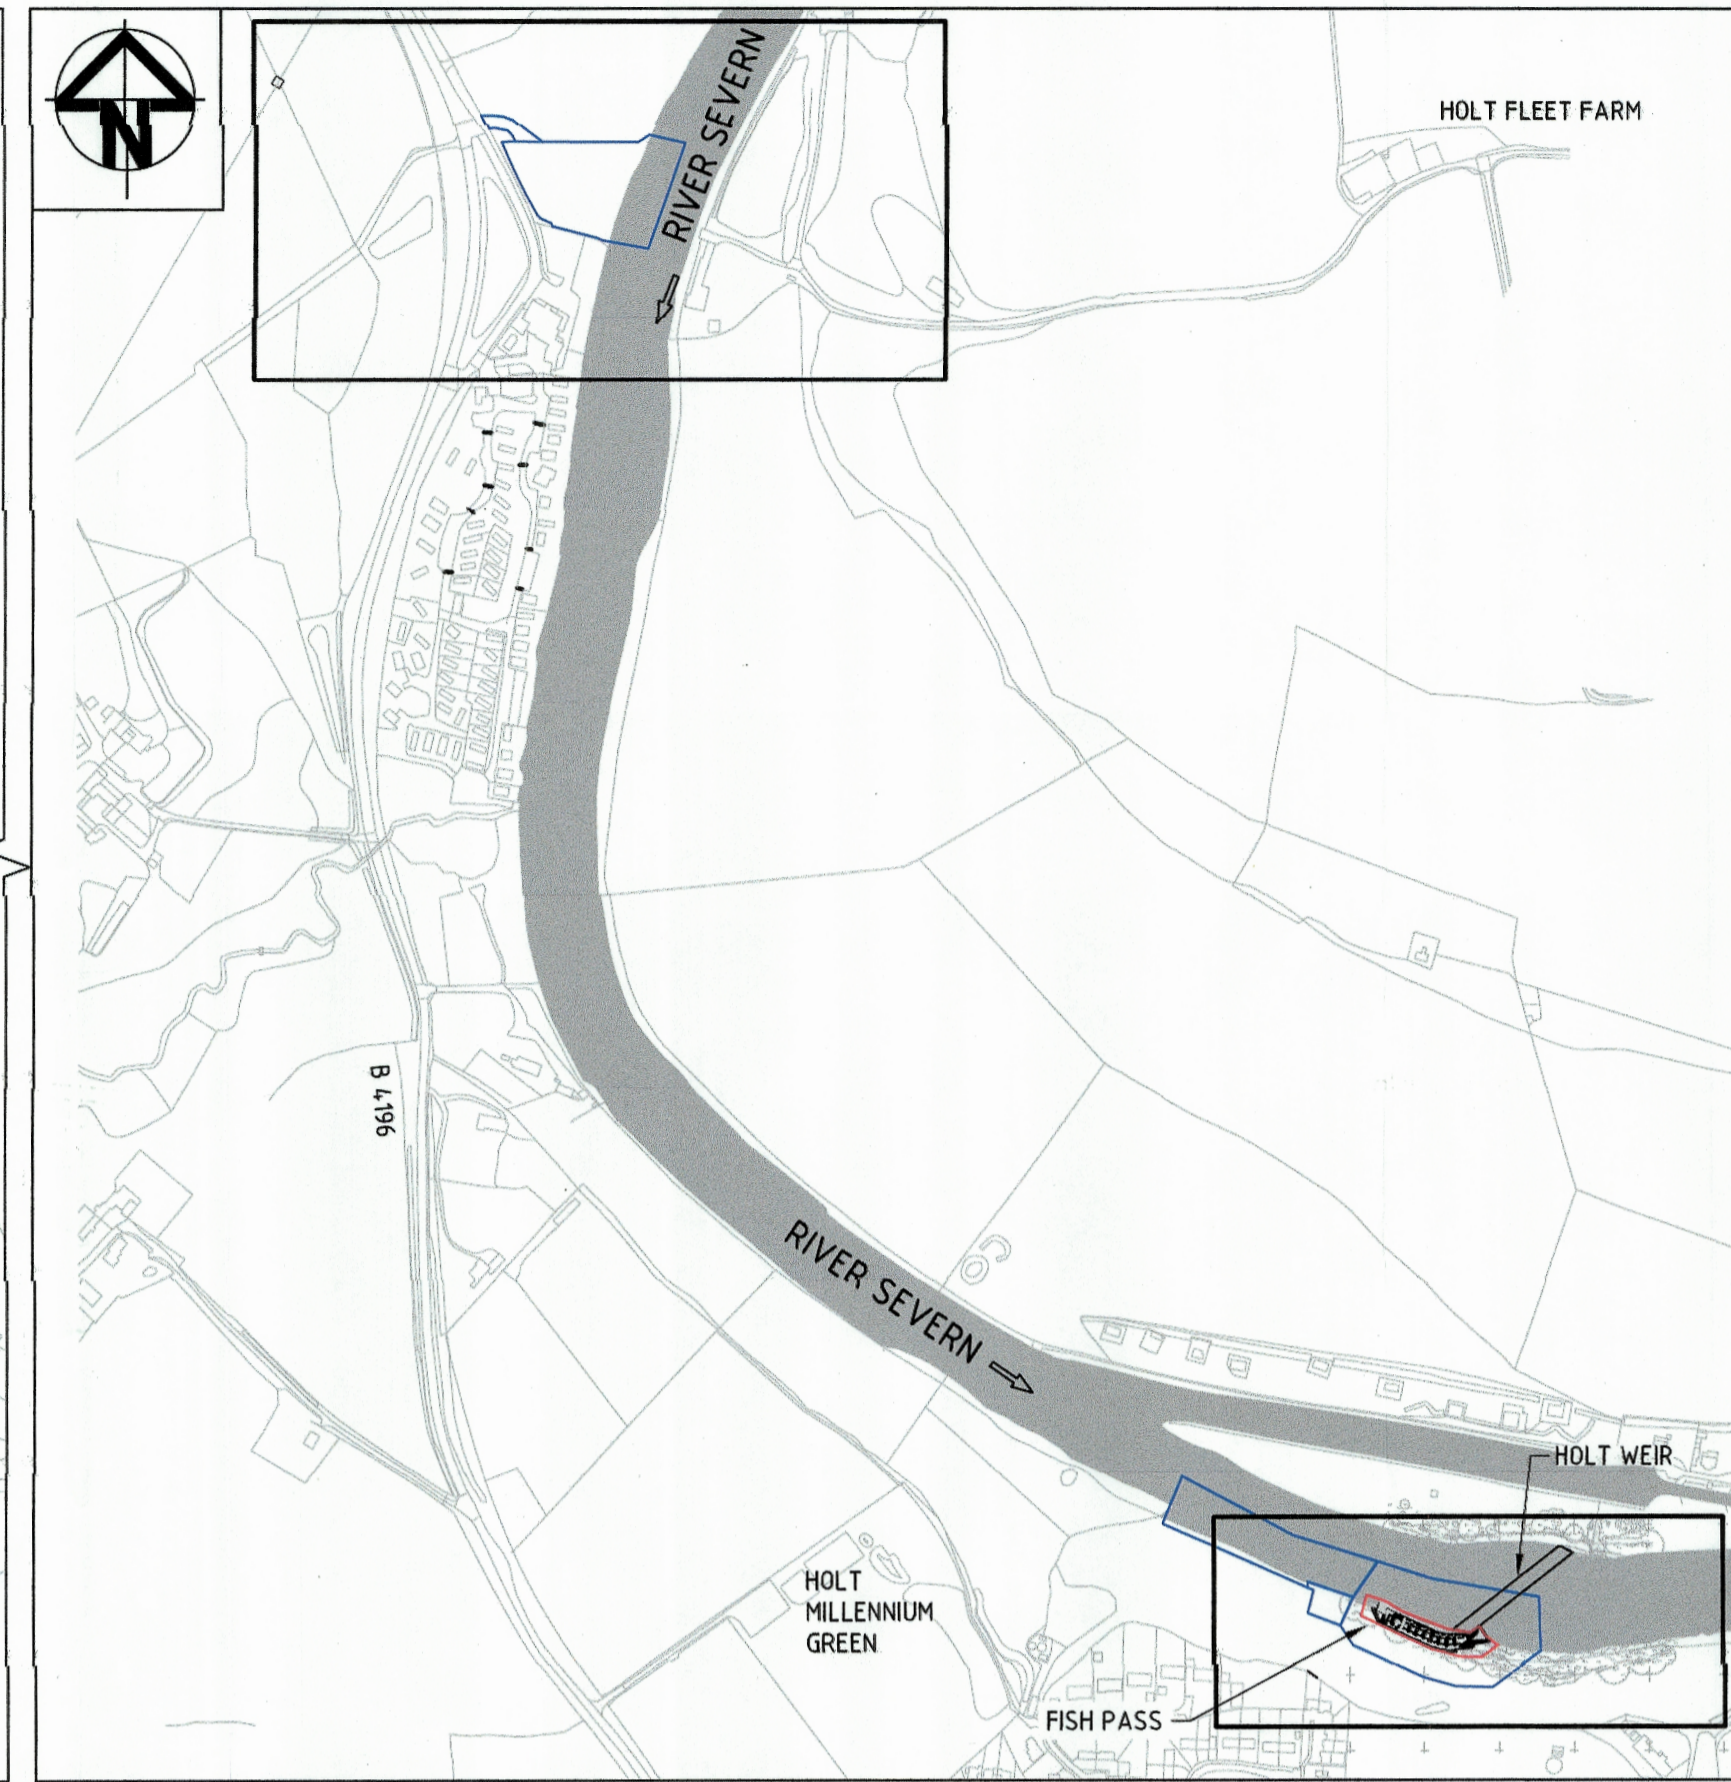 N
RIVER SEVERN
HOLT FLEET FARM
B 4196
RIVER SEVERN
HOLT WEIR
HOLT
MILLENNIUM
GREEN
FISH PASS